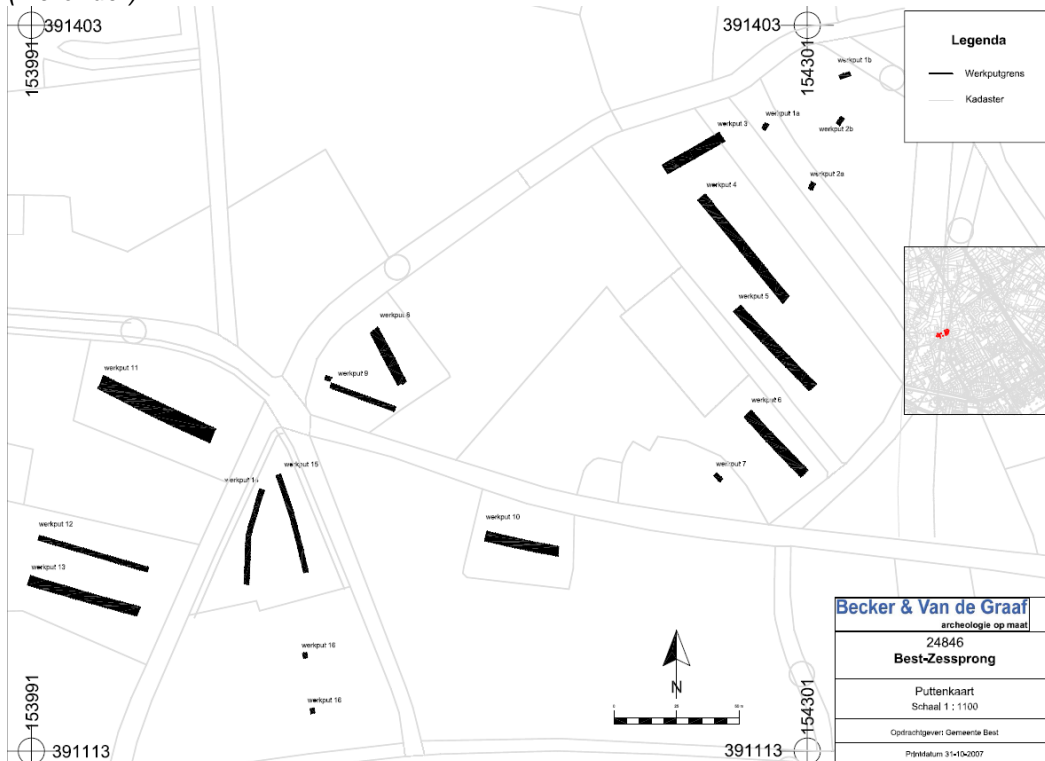 391403
391403
153991
154301
Legenda
Werkputgrens
Kadaster
werkput 1b
werkput 1a
werkput 3
werkput 2b
werkput 2a
werkput 4
werkput 5
werkput 6
werkput 9
werkput 11
werkput 6
werkput 15
werkput 7
werkput 10
werkput 12
werkput 13
werkput 16
werkput 16
N
Becker & Van de Graaf
archeologie op maat
24846
Best-Zessprong
Puttenkaart
Schaal 1 : 1100
Opdrachtgever: Gemeente Best
Printdatum 31-10-2007
153991
154301
391113
391113